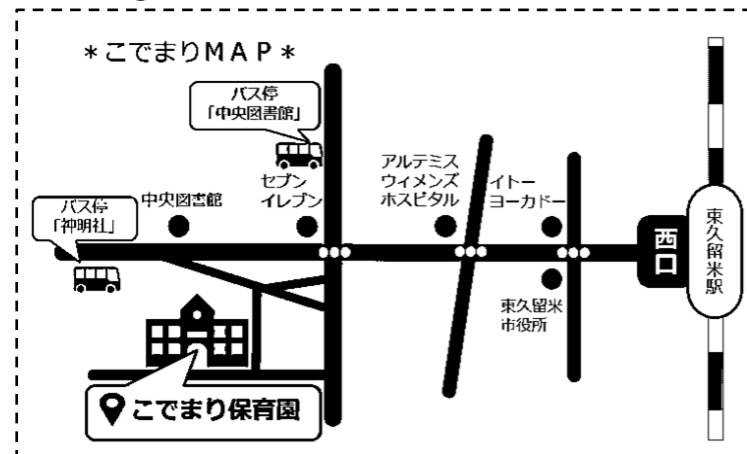 *こでまりMAP*
バス停
「中央図書館」
アルテミス
ウィメンズ
ホスピタル
イトー
ヨーカドー
セブン
イレブン
中央図書館
バス停
「神明社」
西口
東久留米駅
東久留米
市役所
こでまり保育園